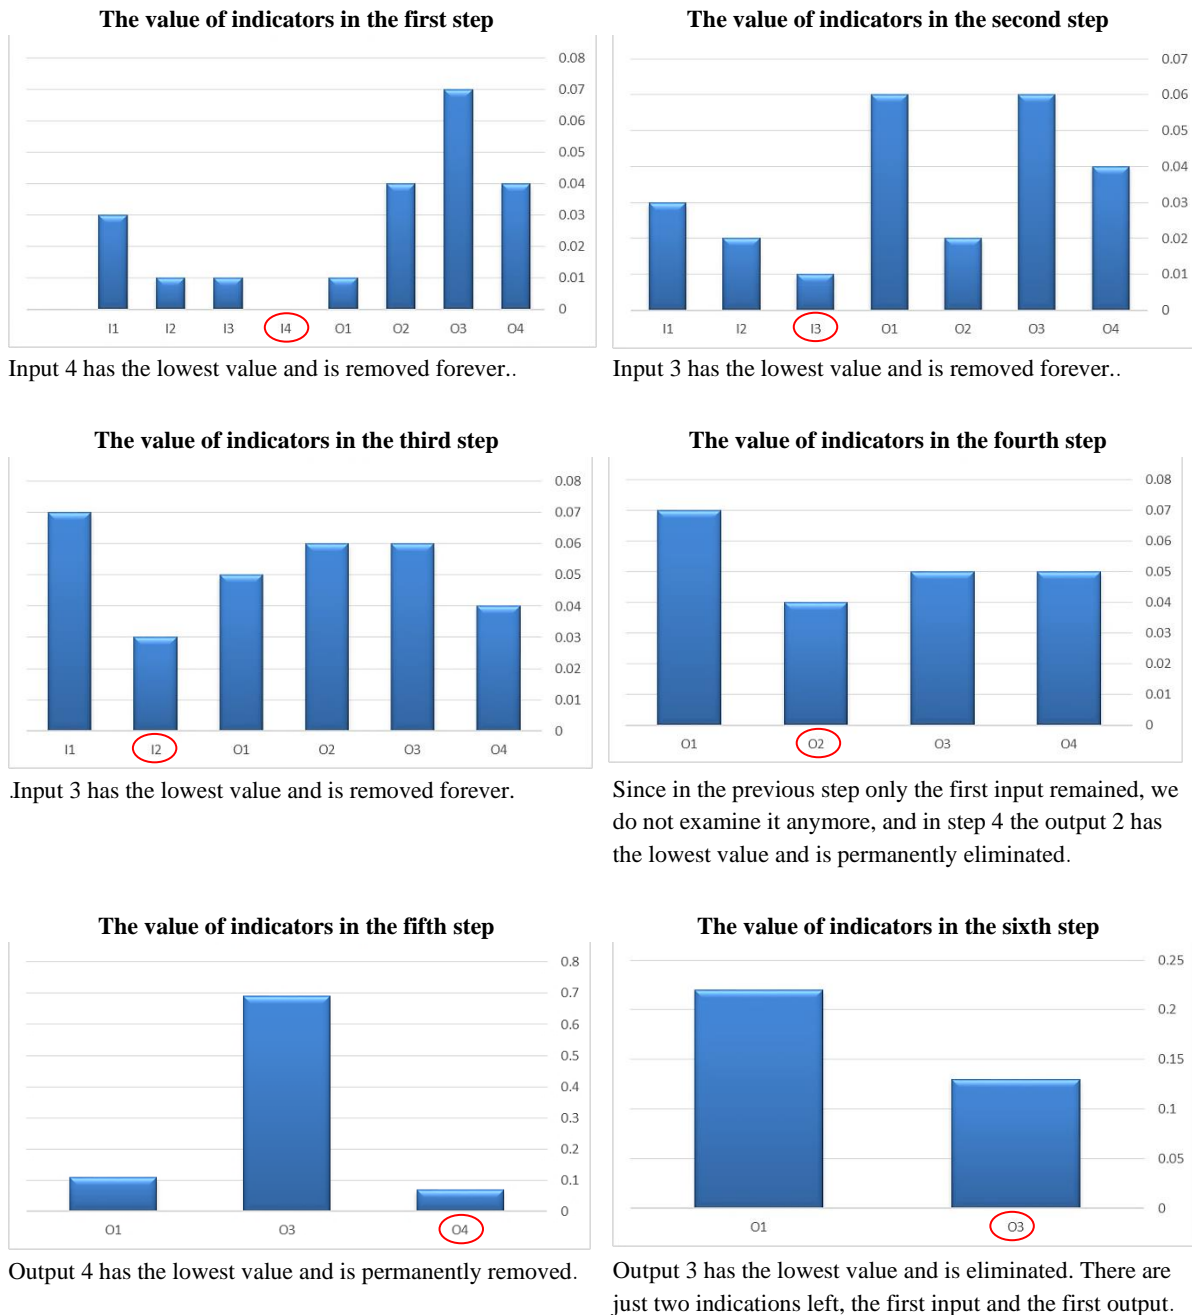 The value of indicators in the first step
0.08
0.07
0.06
0.05
0.04
0.03
0.02
0.01
0
I1 I2 I3 I4 O1 O2 O3 O4
Input 4 has the lowest value and is removed forever..
The value of indicators in the second step
0.07
0.06
0.05
0.04
0.03
0.02
0.01
0
I1 I2 I3 O1 O2 O3 O4
Input 3 has the lowest value and is removed forever..
The value of indicators in the third step
0.08
0.07
0.06
0.05
0.04
0.03
0.02
0.01
0
I1 I2 O1 O2 O3 O4
.Input 3 has the lowest value and is removed forever.
The value of indicators in the fourth step
0.08
0.07
0.06
0.05
0.04
0.03
0.02
0.01
0
O1 O2 O3 O4
Since in the previous step only the first input remained, we
do not examine it anymore, and in step 4 the output 2 has
the lowest value and is permanently eliminated.
The value of indicators in the fifth step
0.8
0.7
0.6
0.5
0.4
0.3
0.2
0.1
0
O1 O3 O4
Output 4 has the lowest value and is permanently removed.
The value of indicators in the sixth step
0.25
0.2
0.15
0.1
0.05
0
O1 O3
Output 3 has the lowest value and is eliminated. There are
just two indications left, the first input and the first output.